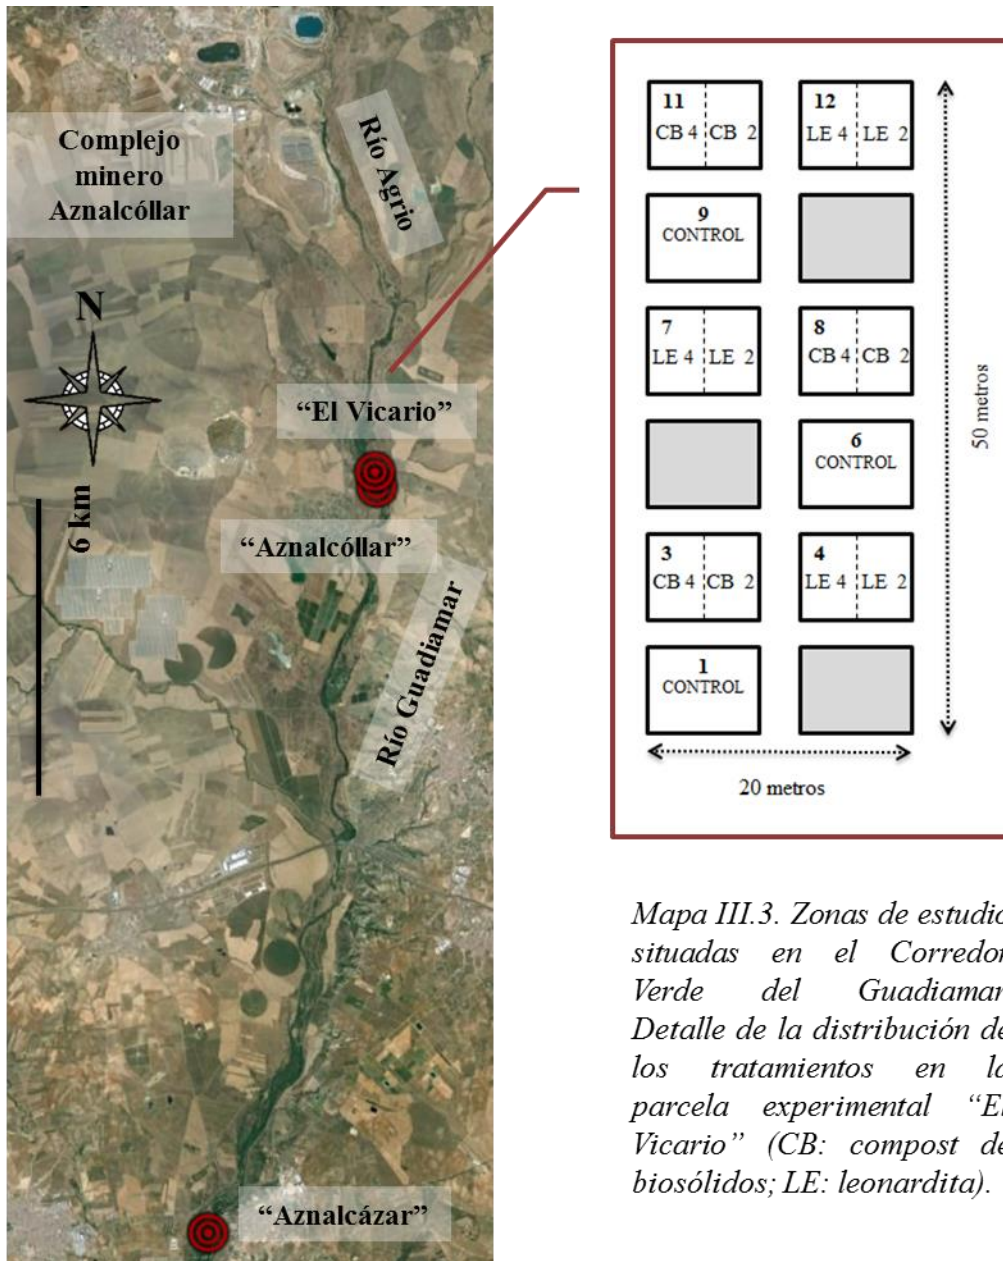 Complejo
minero
Aznalcóllar
Río Agrio
N
“El Vicario”
6 km
“Aznalcóllar”
Río Guadiamar
“Aznalcázar”
11
CB 4 CB 2
12
LE 4 LE 2
9
CONTROL
7
LE 4 LE 2
8
CB 4 CB 2
6
CONTROL
3
CB 4 CB 2
4
LE 4 LE 2
1
CONTROL
50 metros
20 metros
Mapa III.3. Zonas de estudio
situadas en el Corredor
Verde del Guadiamar
Detalle de la distribución de
los tratamientos en la
parcela experimental “El
Vicario” (CB: compost de
biosólidos; LE: leonardita).